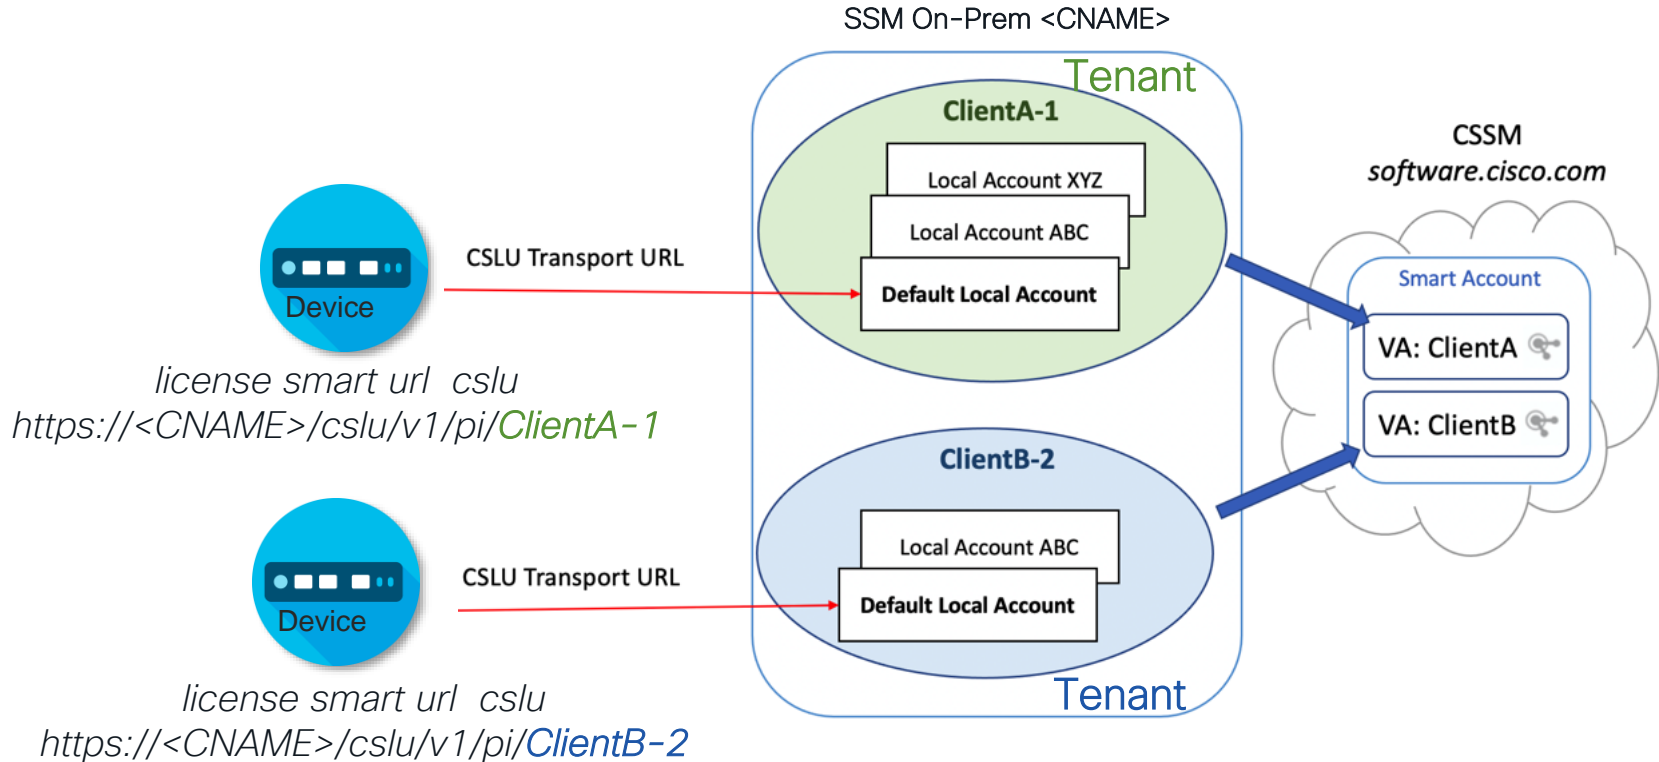 SSM On-Prem <CNAME>
Tenant
ClientA-1
Local Account XYZ
Local Account ABC
Default Local Account
CSLU Transport URL
Device
license smart url cslu
https://<CNAME>/cslu/v1/pi/ClientA-1
CSSM
software.cisco.com
Smart Account
VA: ClientA
VA: ClientB
ClientB-2
Local Account ABC
Default Local Account
Tenant
CSLU Transport URL
Device
license smart url cslu
https://<CNAME>/cslu/v1/pi/ClientB-2